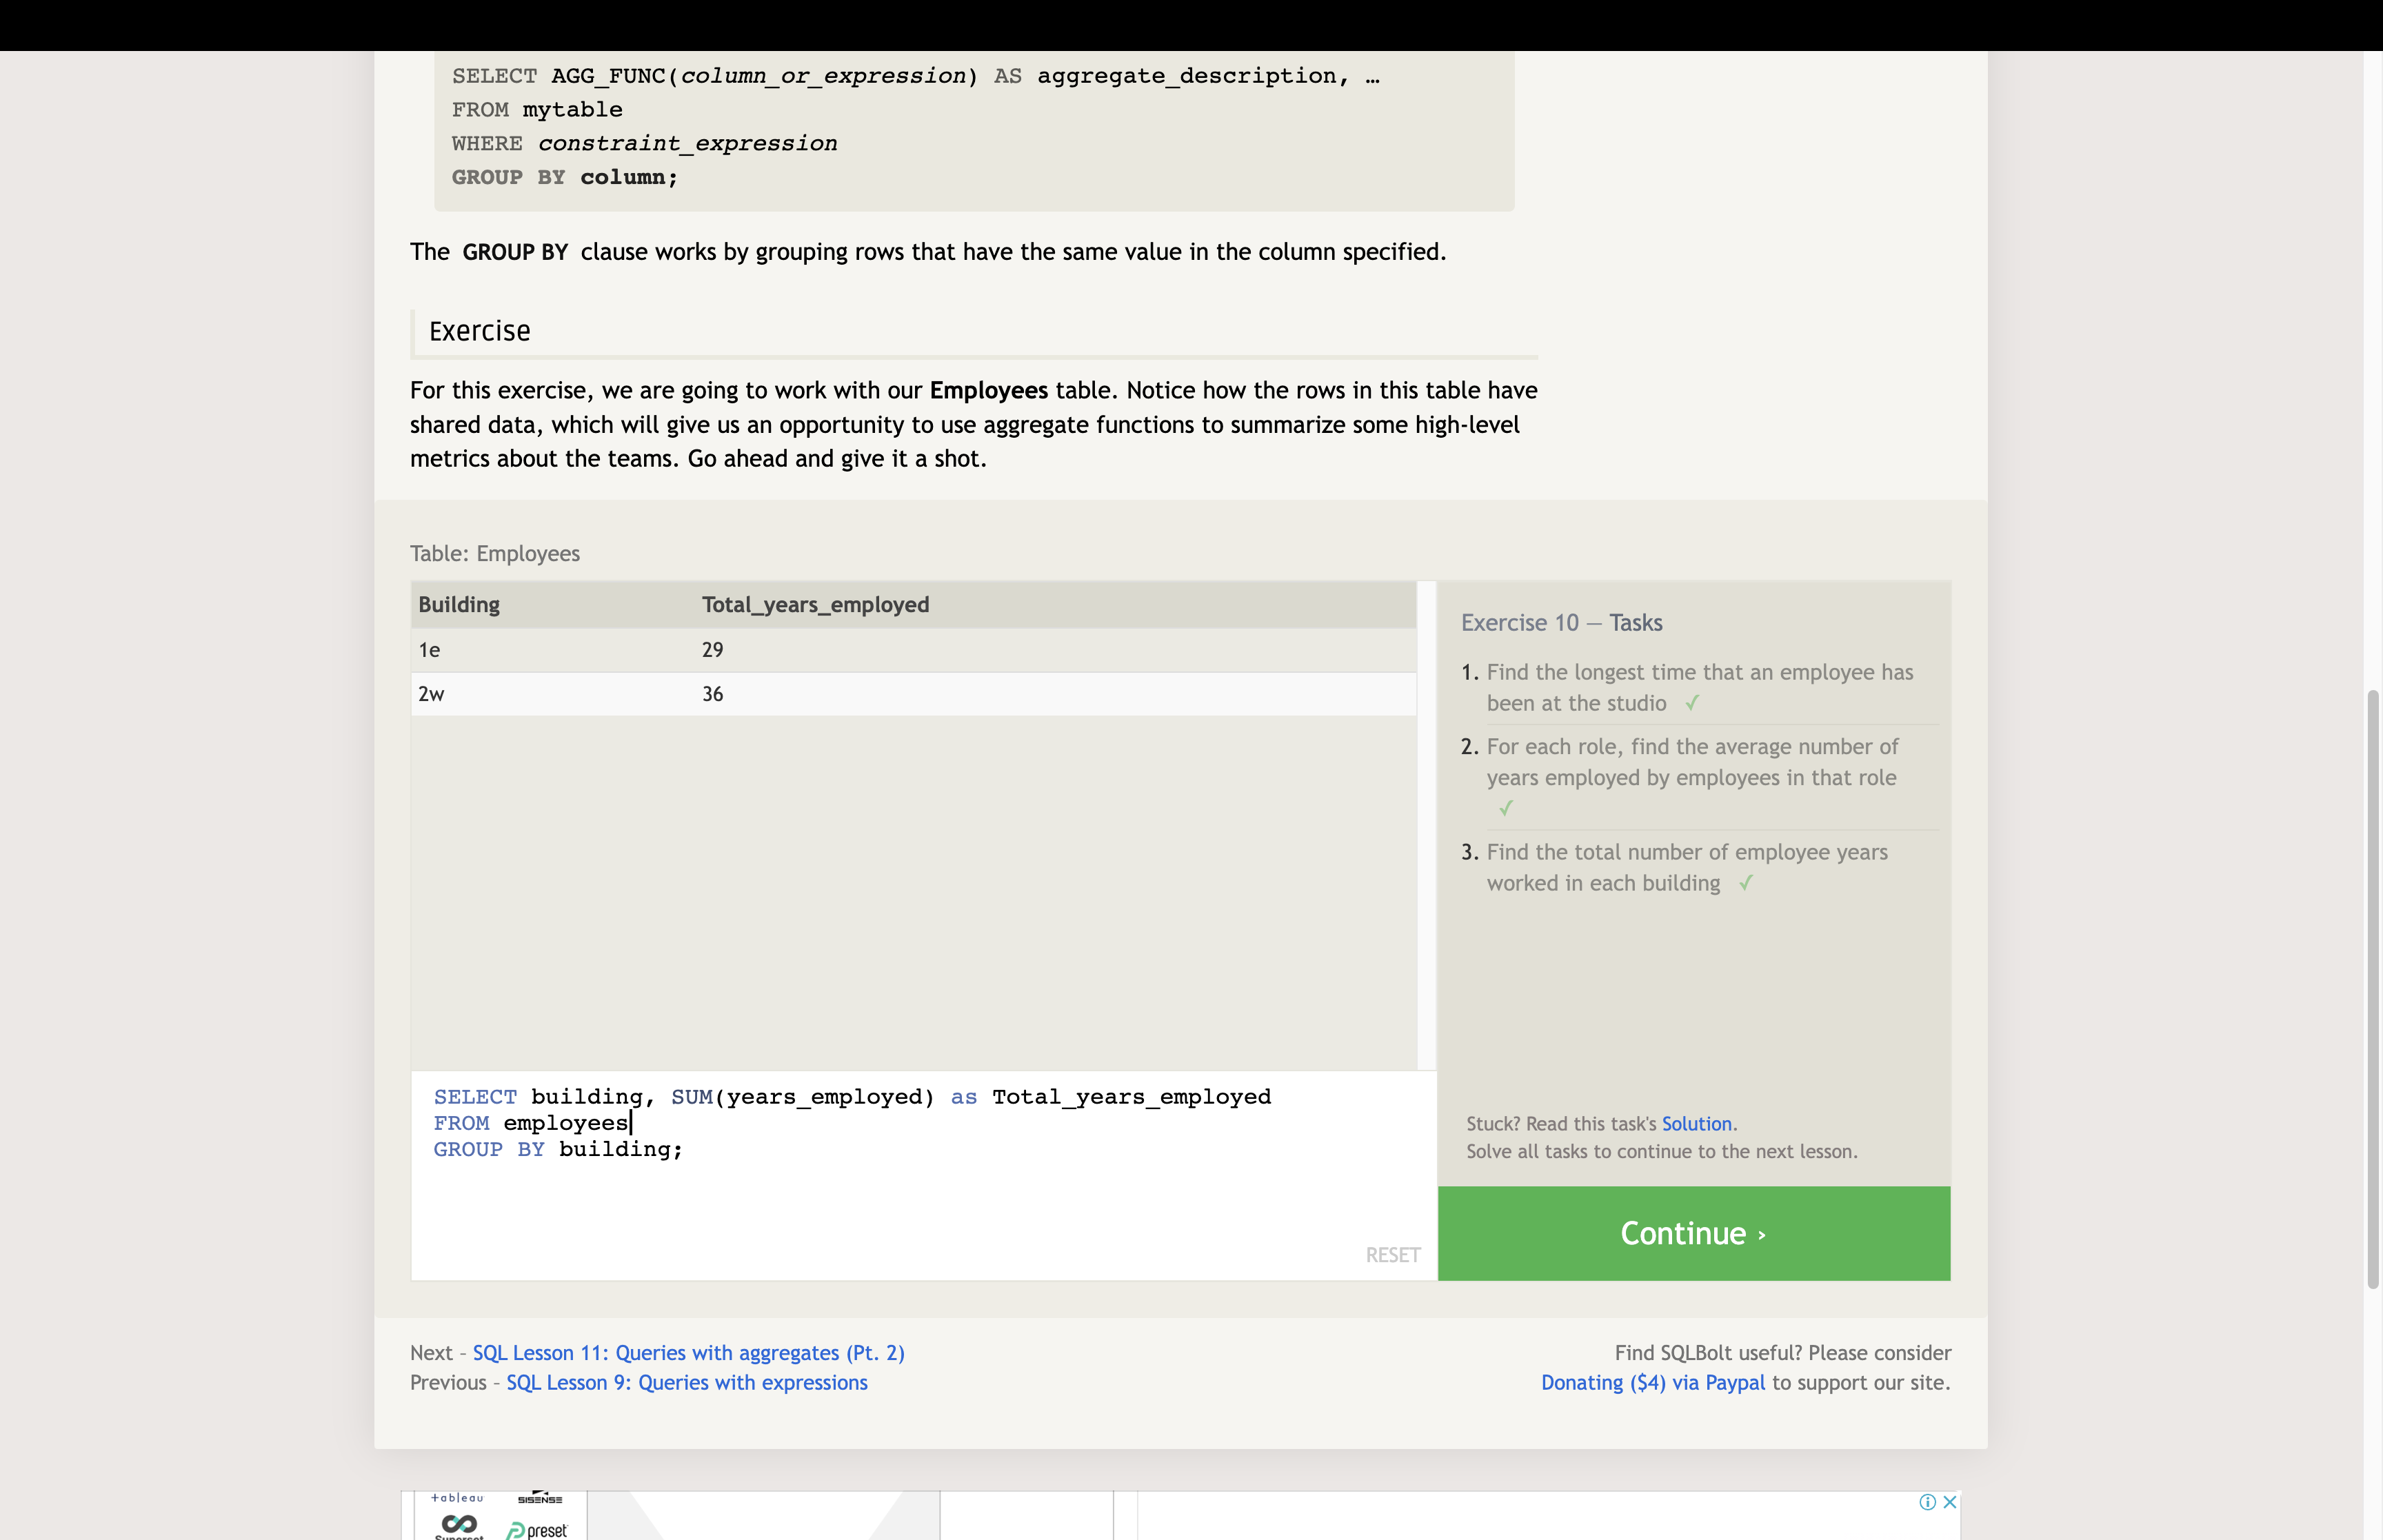 SELECT AGG_FUNC(column_or_expression) AS aggregate_description, …
FROM mytable
WHERE constraint_expression
GROUP BY column;
The GROUP BY clause works by grouping rows that have the same value in the column specified.
Exercise
For this exercise, we are going to work with our Employees table. Notice how the rows in this table have
shared data, which will give us an opportunity to use aggregate functions to summarize some high-level
metrics about the teams. Go ahead and give it a shot.
Table: Employees
Building Total_years_employed
1e 29
2w 36
SELECT building, SUM(years_employed) as Total_years_employed
FROM employees
GROUP BY building;
RESET
Exercise 10 — Tasks
1. Find the longest time that an employee has
been at the studio ✓
2. For each role, find the average number of
years employed by employees in that role
✓
3. Find the total number of employee years
worked in each building ✓
Stuck? Read this task's Solution.
Solve all tasks to continue to the next lesson.
Continue ›
Next – SQL Lesson 11: Queries with aggregates (Pt. 2)
Previous – SQL Lesson 9: Queries with expressions
Find SQLBolt useful? Please consider
Donating ($4) via Paypal to support our site.
+ableau
SISENSE
Superset
preset